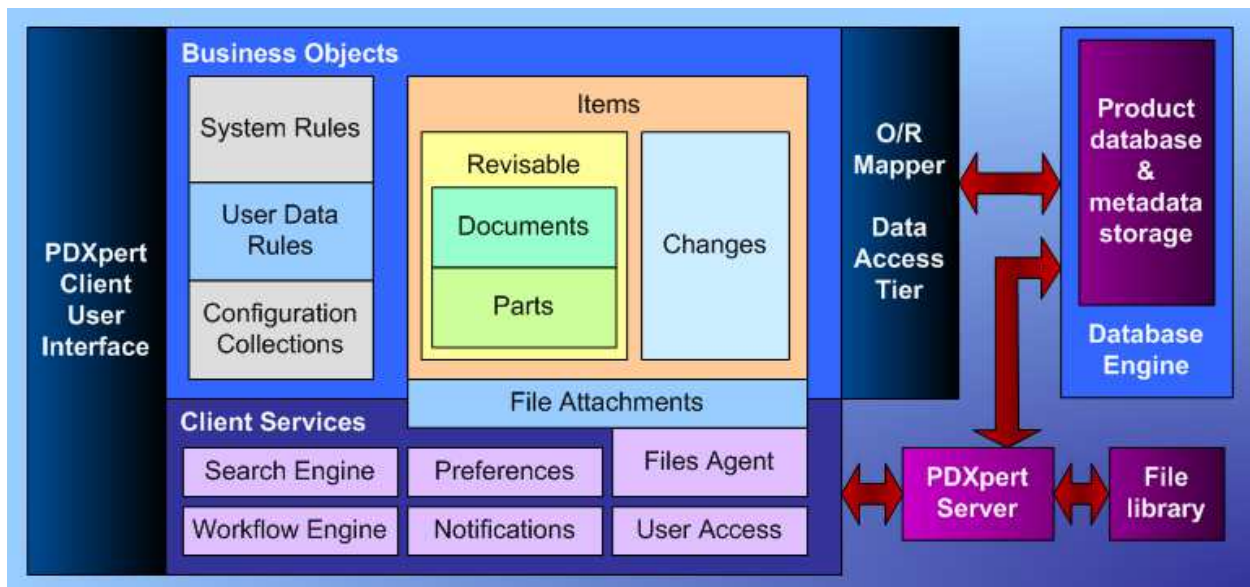 PDXpert
Client
User
Interface
Business Objects
System Rules
User Data
Rules
Configuration
Collections
Items
Revisable
Documents
Parts
Changes
File Attachments
Client Services
Search Engine
Preferences
Files Agent
Workflow Engine
Notifications
User Access
O/R
Mapper
Data
Access
Tier
Product
database
&
metadata
storage
Database
Engine
PDXpert
Server
File
library